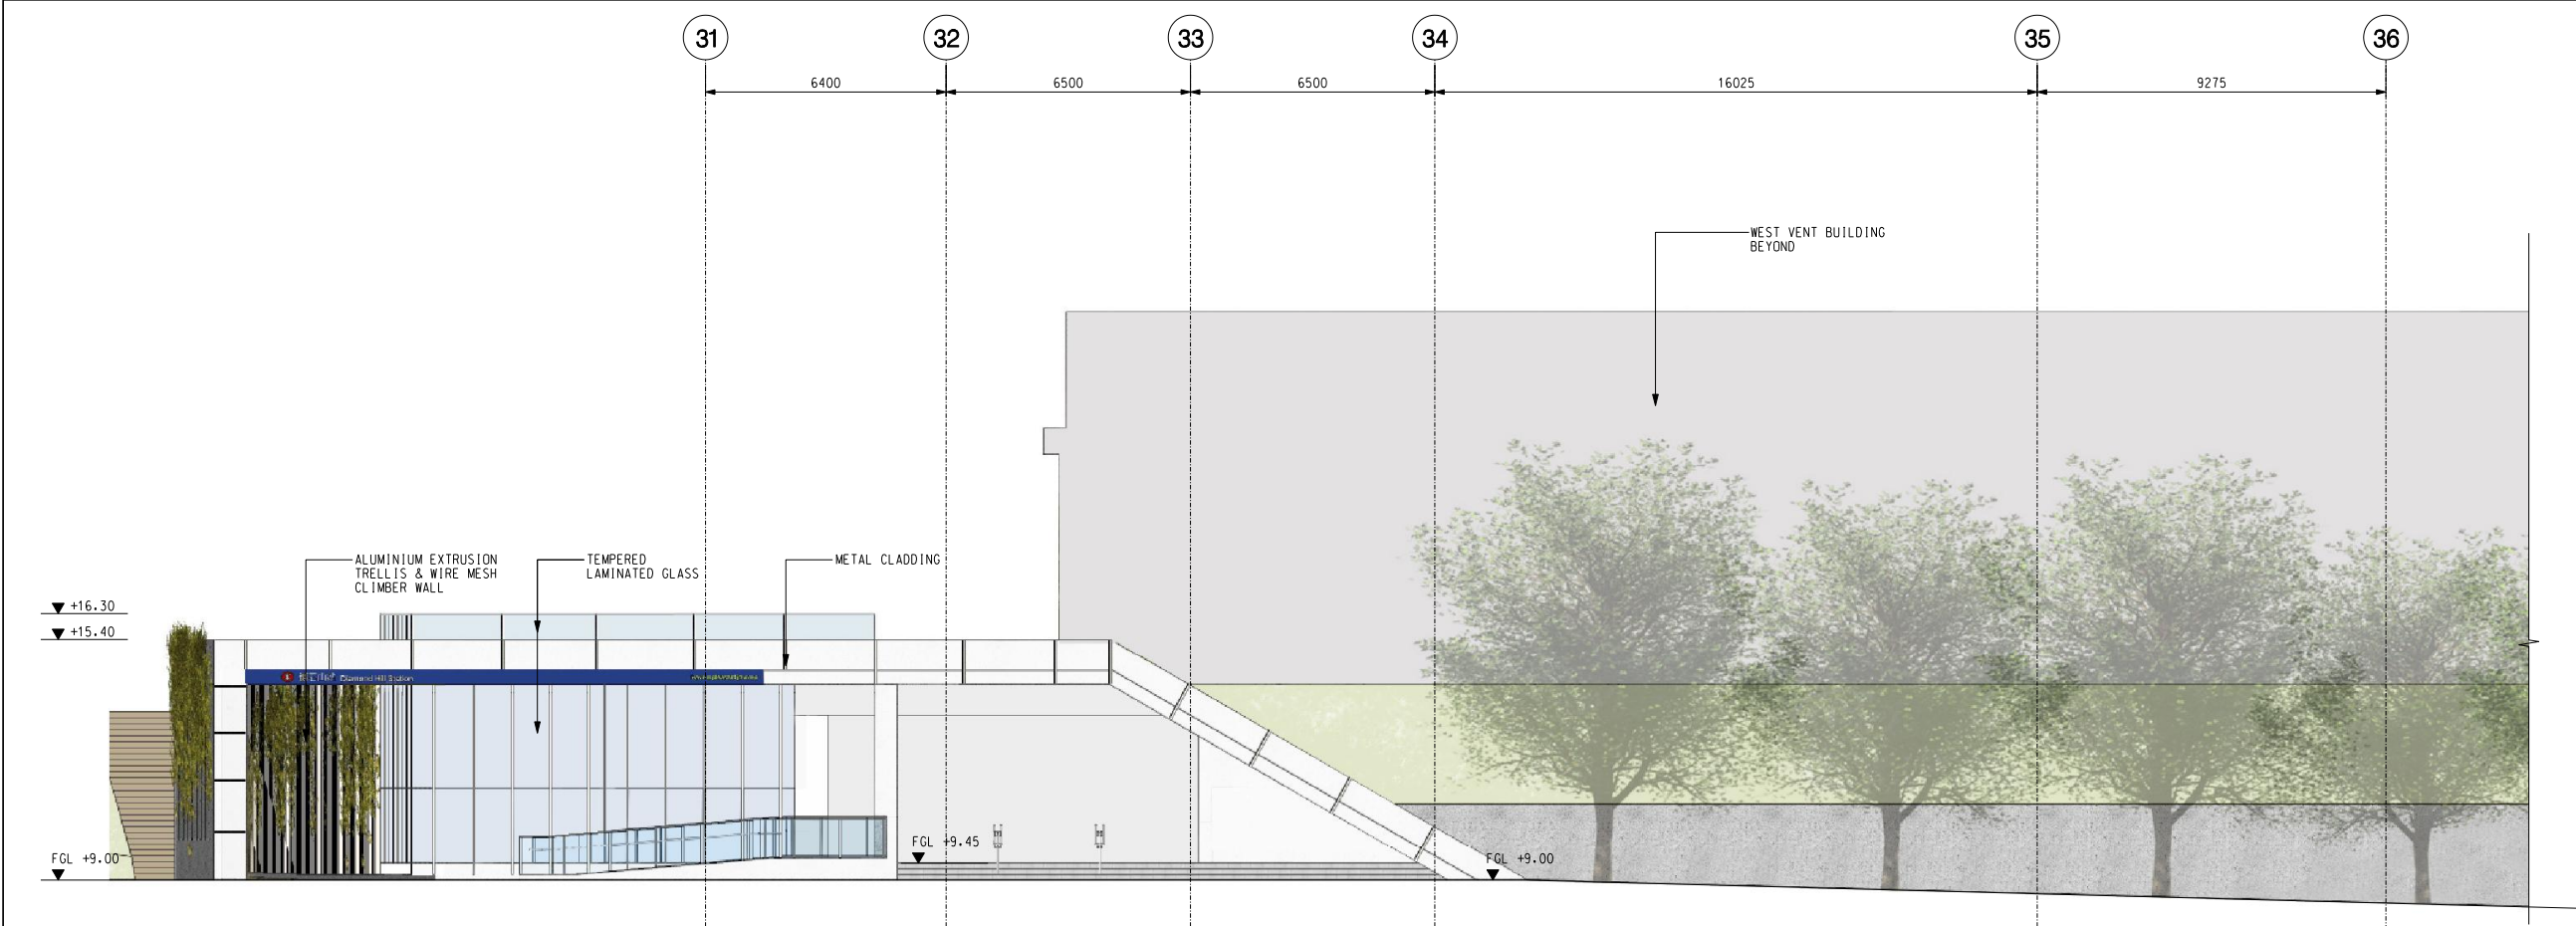 31
32
33
34
35
36
6400
6500
6500
16025
9275
WEST VENT BUILDING
BEYOND
ALUMINIUM EXTRUSION
TRELLIS & WIRE MESH
CLIMBER WALL
TEMPERED
LAMINATED GLASS
METAL CLADDING
+16.30
+15.40
Diamond Hill Station
FGL +9.45
FGL +9.00
FGL +9.00